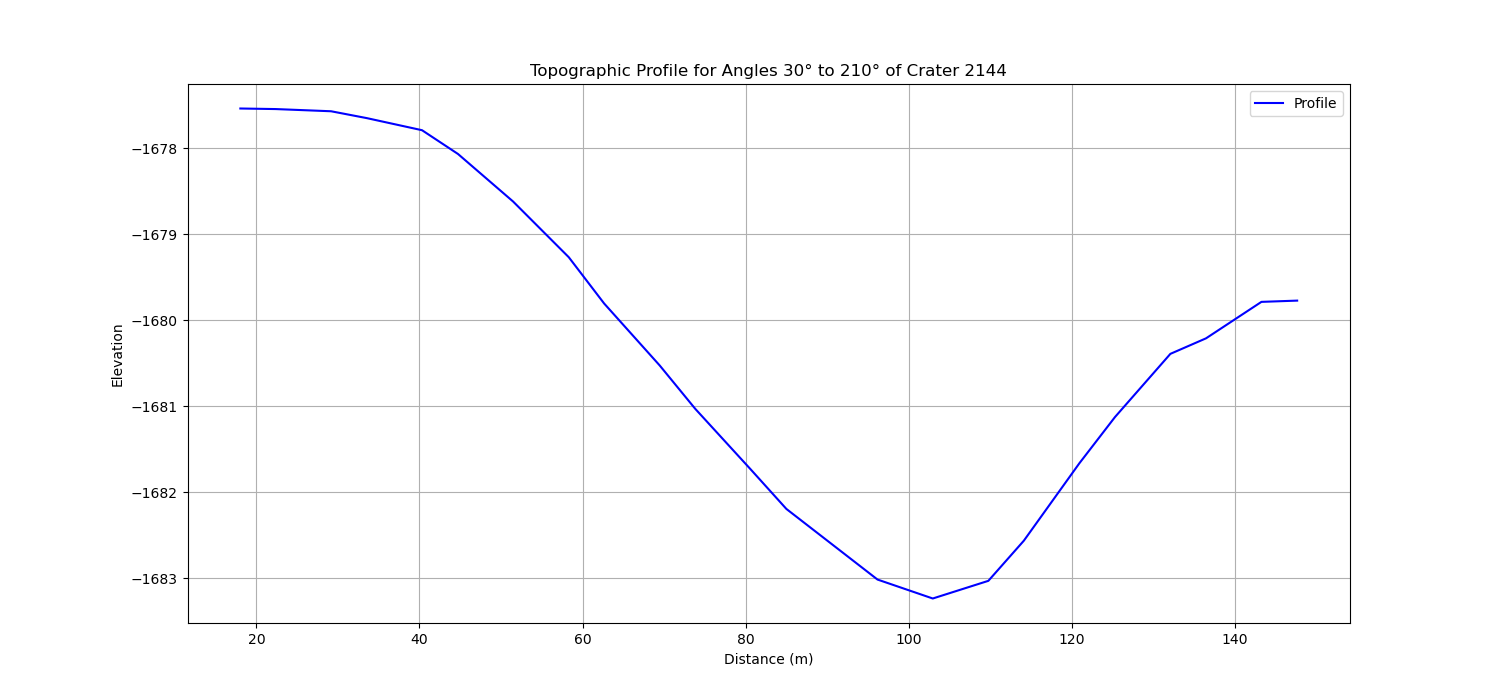 Topographic Profile for Angles 30° to 210° of Crater 2144
Profile
−1678
−1679
−1680
−1681
−1682
−1683
Elevation
20 40 60 80 100 120 140
Distance (m)